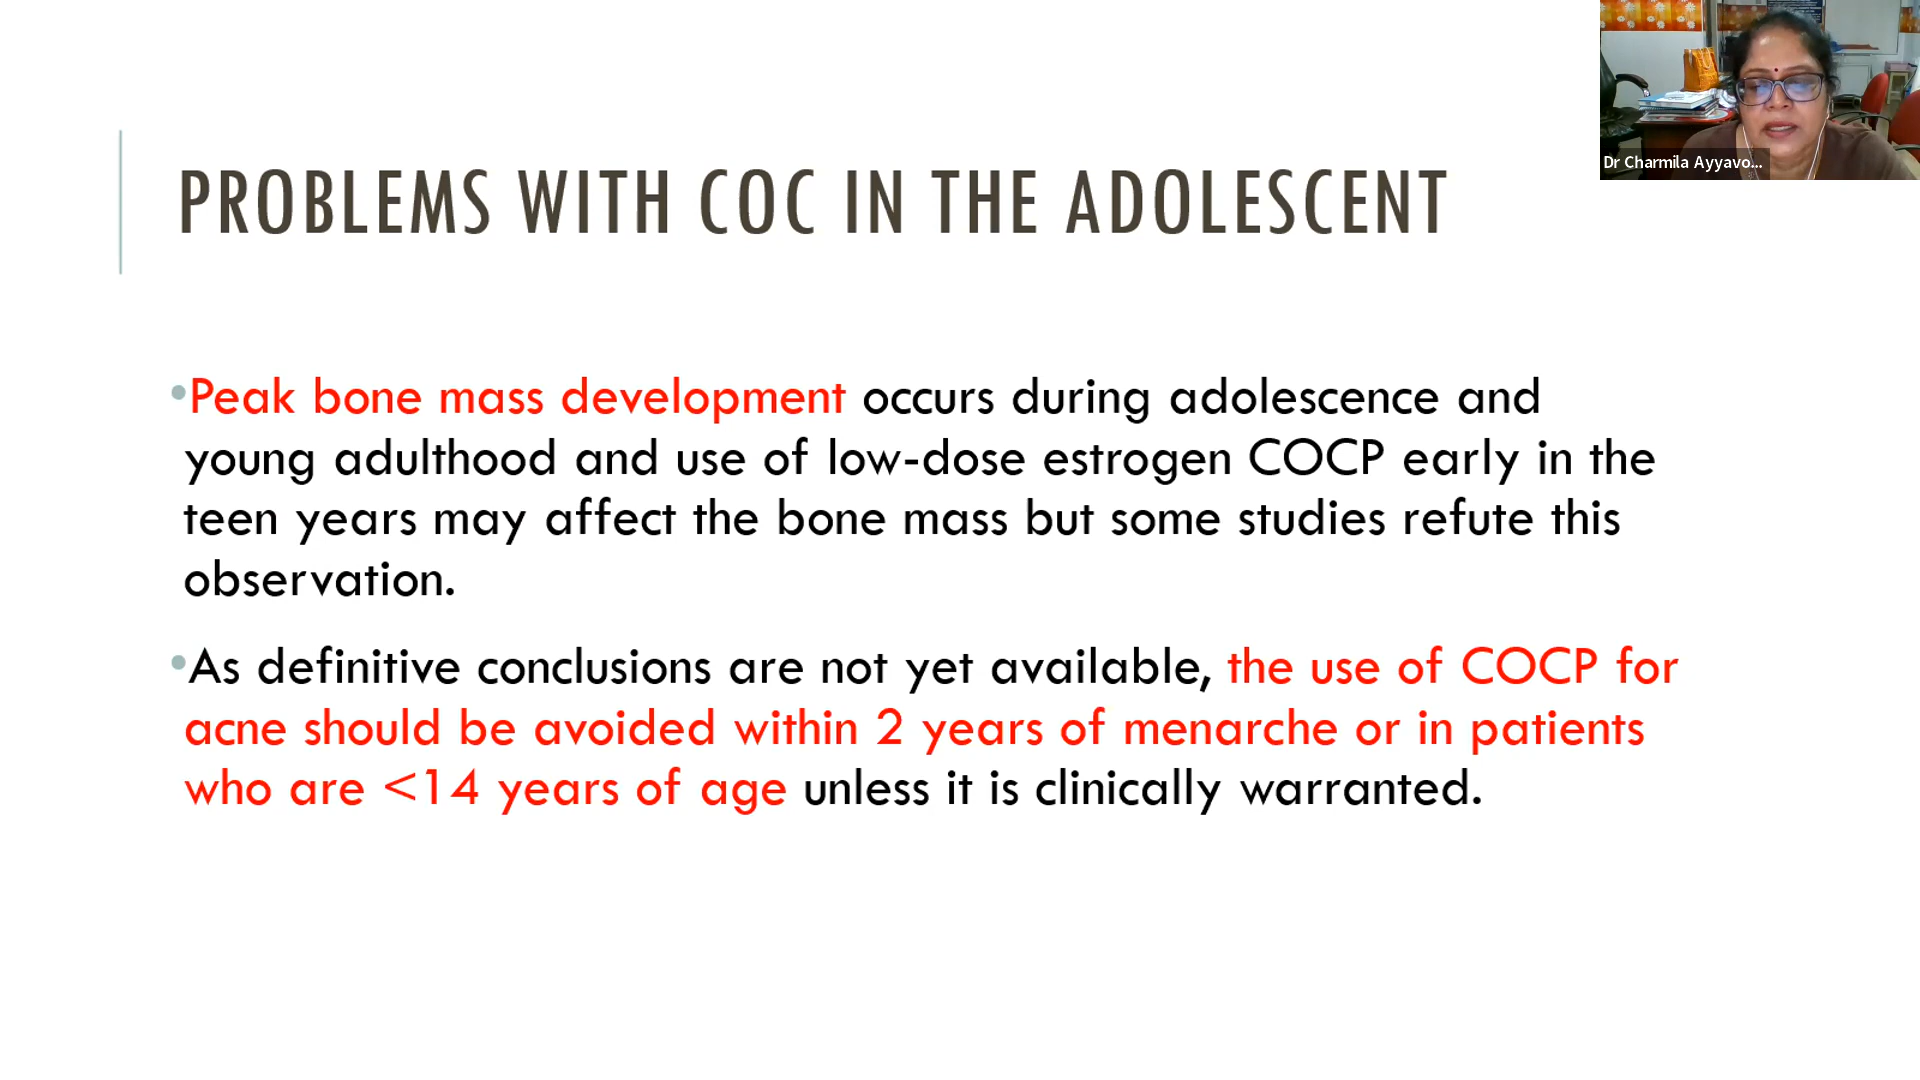 Dr Charmila Ayyavo...
PROBLEMS WITH COC IN THE ADOLESCENT
•Peak bone mass development occurs during adolescence and
young adulthood and use of low-dose estrogen COCP early in the
teen years may affect the bone mass but some studies refute this
observation.
•As definitive conclusions are not yet available, the use of COCP for
acne should be avoided within 2 years of menarche or in patients
who are <14 years of age unless it is clinically warranted.